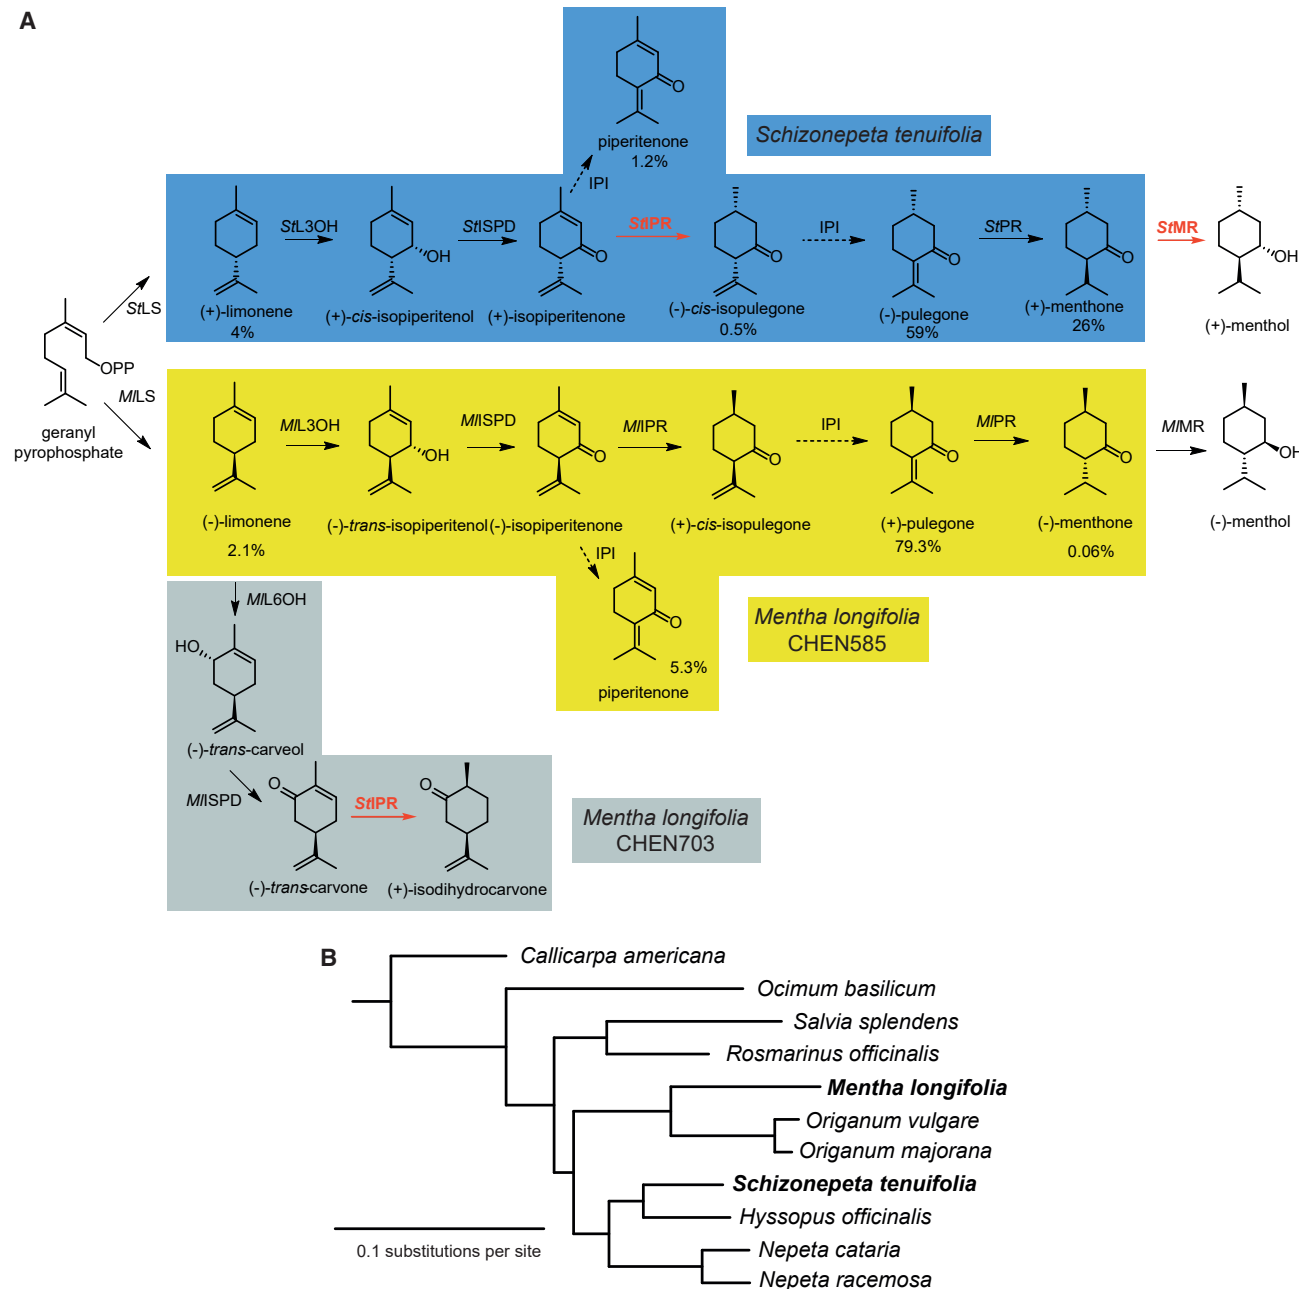 A
piperitenone
1.2%
Schizonepeta tenuifolia
IPI
StL3OH
StISPD
StIPR
IPI
StPR
StMR
OH
O
O
O
O
O
OH
(+)-limonene
4%
(+)-cis-isopiperitenol
(+)-isopiperitenone
(-)-cis-isopulegone
0.5%
(-)-pulegone
59%
(+)-menthone
26%
(+)-menthol
StLS
OPP
geranyl
pyrophosphate
MlLS
MlL3OH
MlISPD
MlIPR
IPI
MlPR
MlMR
OH
O
O
O
O
OH
(-)-limonene
2.1%
(-)-trans-isopiperitenol
(-)-isopiperitenone
(+)-cis-isopulegone
(+)-pulegone
79.3%
(-)-menthone
0.06%
(-)-menthol
IPI
O
5.3%
piperitenone
Mentha longifolia
CHEN585
MlL6OH
HO
(-)-trans-carveol
MlISPD
O
StIPR
O
(-)-trans-carvone
(+)-isodihydrocarvone
Mentha longifolia
CHEN703
B
Callicarpa americana
Ocimum basilicum
Salvia splendens
Rosmarinus officinalis
Mentha longifolia
Origanum vulgare
Origanum majorana
Schizonepeta tenuifolia
Hyssopus officinalis
Nepeta cataria
Nepeta racemosa
0.1 substitutions per site